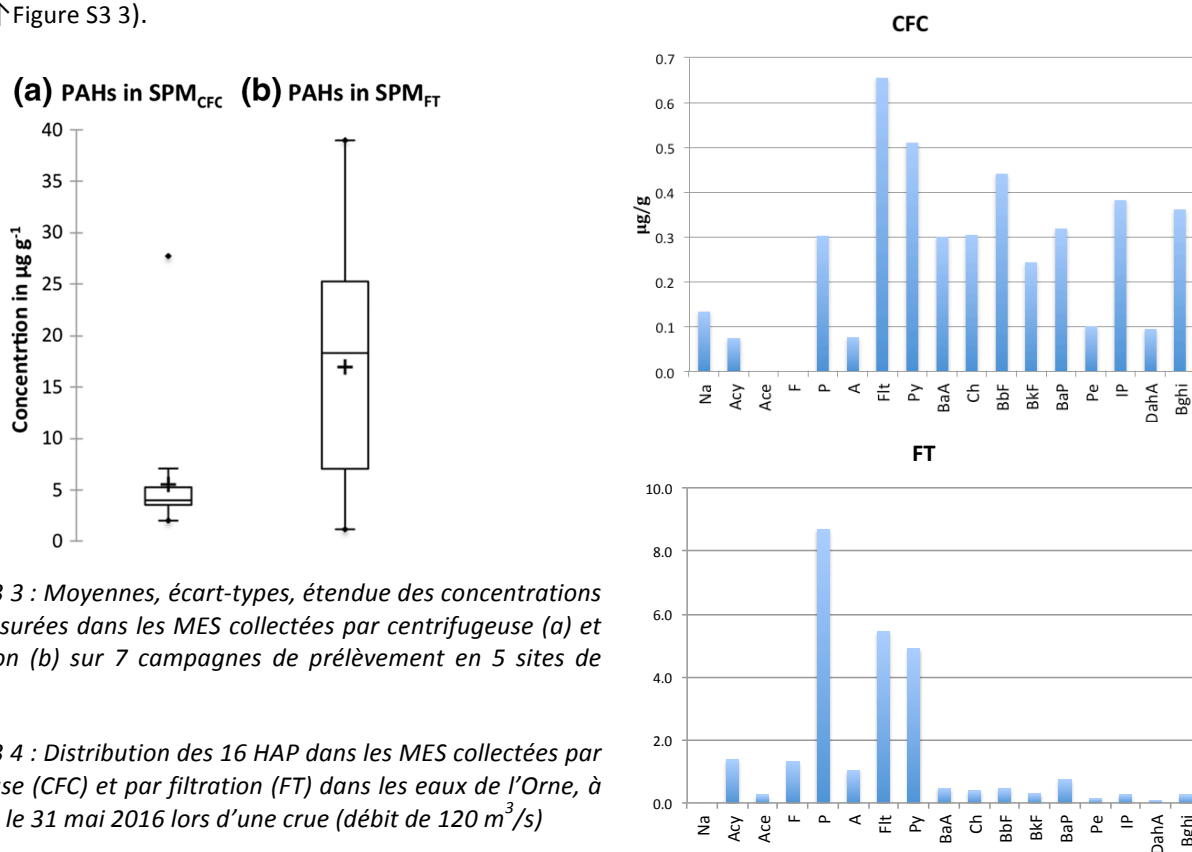 ↑Figure S3 3).
(a) PAHs in SPM_CFC (b) PAHs in SPM_FT
Concentrtion in µg g⁻¹
40
35
30
25
20
15
10
5
0
3 3 : Moyennes, écart-types, étendue des concentrations
surées dans les MES collectées par centrifugeuse (a) et
on (b) sur 7 campagnes de prélèvement en 5 sites de
3 4 : Distribution des 16 HAP dans les MES collectées par
se (CFC) et par filtration (FT) dans les eaux de l’Orne, à
le 31 mai 2016 lors d’une crue (débit de 120 m³/s)
CFC
µg/g
0.7
0.6
0.5
0.4
0.3
0.2
0.1
0.0
Na Acy Ace F P A Flt Py BaA Ch BbF BkF BaP Pe IP DahA Bghi
FT
10.0
8.0
6.0
4.0
2.0
0.0
Na Acy Ace F P A Flt Py BaA Ch BbF BkF BaP Pe IP DahA Bghi